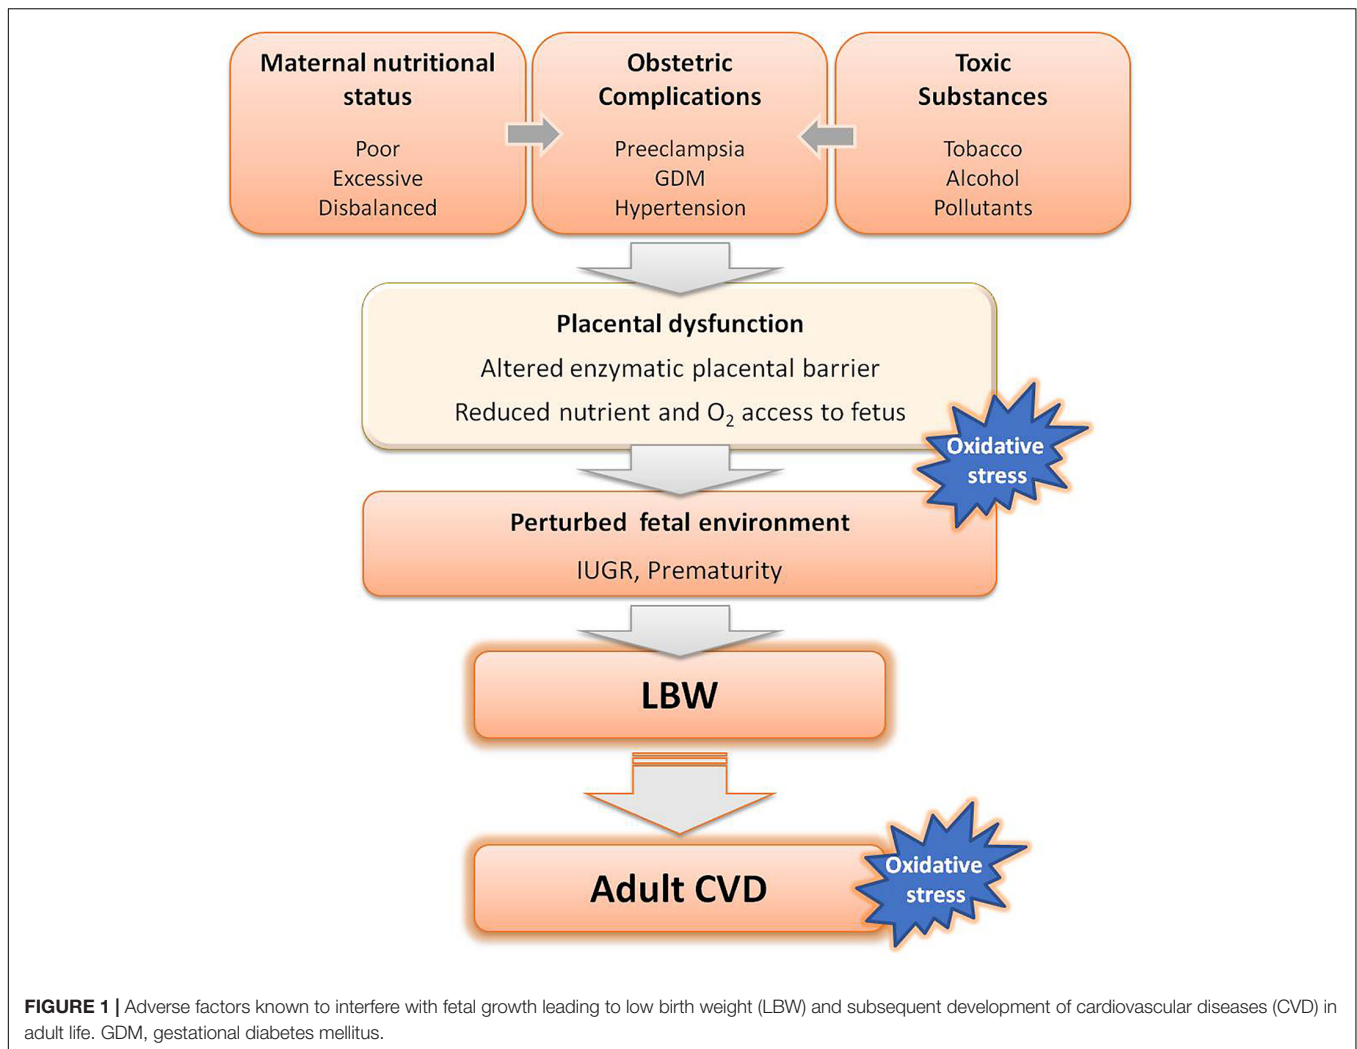 Maternal nutritional
status
Poor
Excessive
Disbalanced
Obstetric
Complications
Preeclampsia
GDM
Hypertension
Toxic
Substances
Tobacco
Alcohol
Pollutants
Placental dysfunction
Altered enzymatic placental barrier
Reduced nutrient and O₂ access to fetus
Oxidative
stress
Perturbed fetal environment
IUGR, Prematurity
LBW
Adult CVD
Oxidative
stress
FIGURE 1 | Adverse factors known to interfere with fetal growth leading to low birth weight (LBW) and subsequent development of cardiovascular diseases (CVD) in
adult life. GDM, gestational diabetes mellitus.